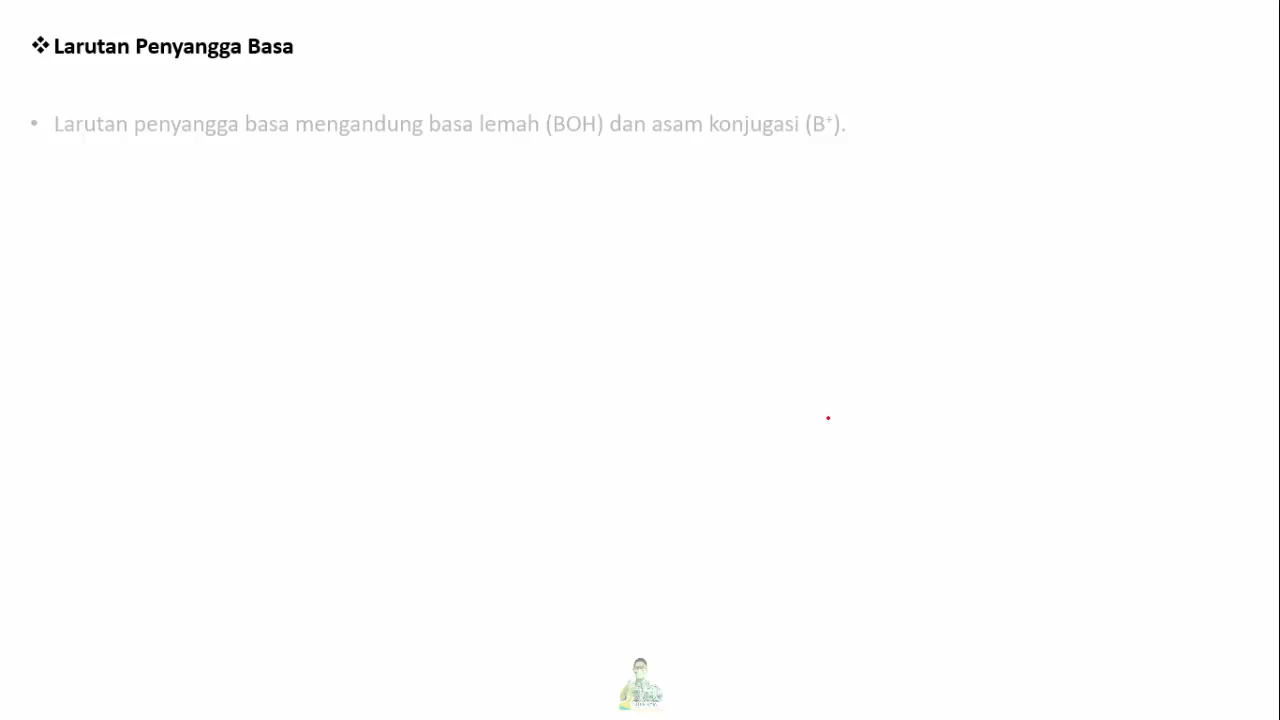 ❖ Larutan Penyangga Basa
• Larutan penyangga basa mengandung basa lemah (BOH) dan asam konjugasi (B⁺).